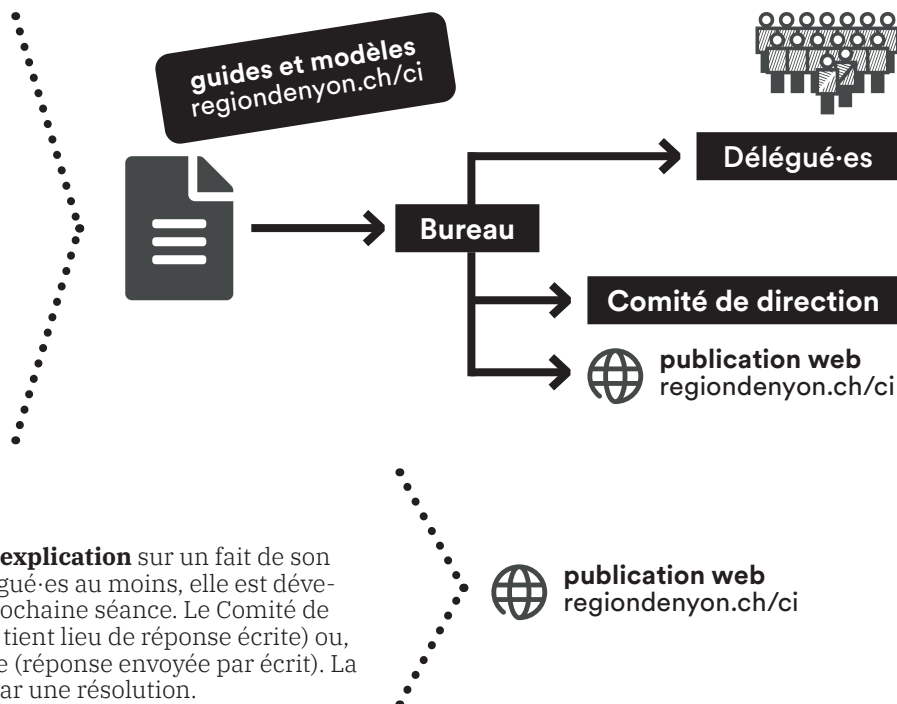 guides et modèles
regiondenyon.ch/ci
Délégué·es
Bureau
Comité de direction
publication web
regiondenyon.ch/ci
explication sur un fait de son
gué·es au moins, elle est déve-
ochaine séance. Le Comité de
tient lieu de réponse écrite) ou,
e (réponse envoyée par écrit). La
ar une résolution.
publication web
regiondenyon.ch/ci